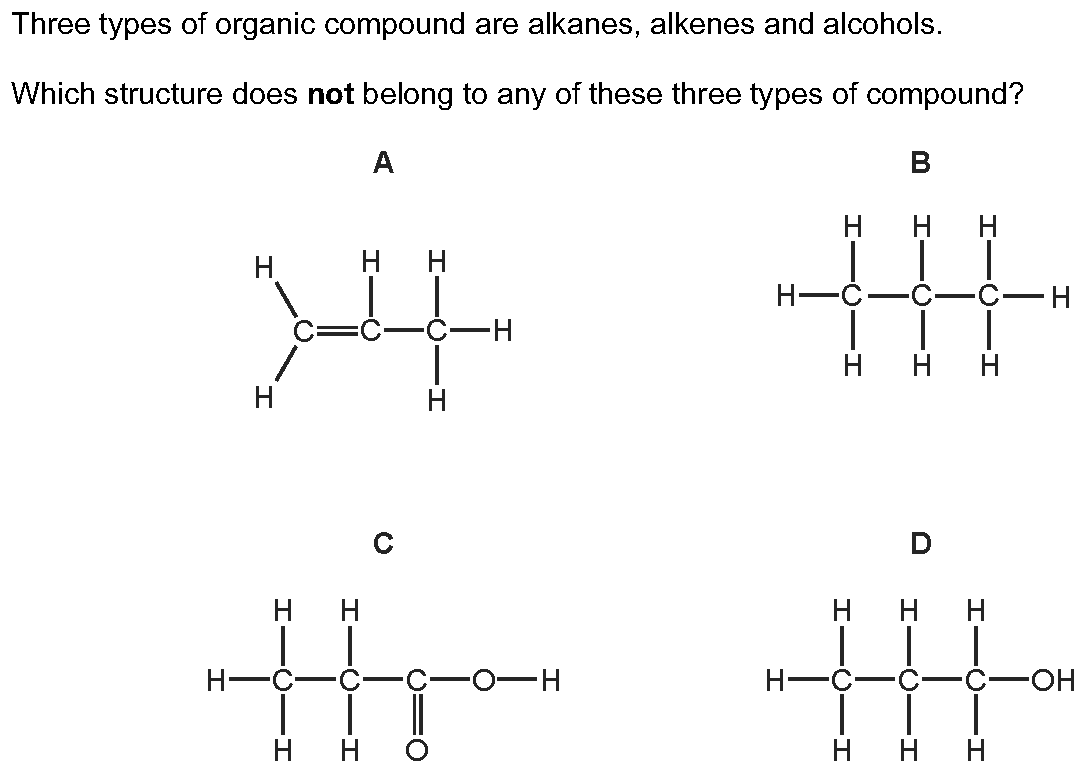 Three types of organic compound are alkanes, alkenes and alcohols.
Which structure does not belong to any of these three types of compound?
A
H H H
C=C—C—H
H H
B
H H H
H—C—C—C—H
H H H
C
H H
H—C—C—C—O—H
H H O
D
H H H
H—C—C—C—OH
H H H